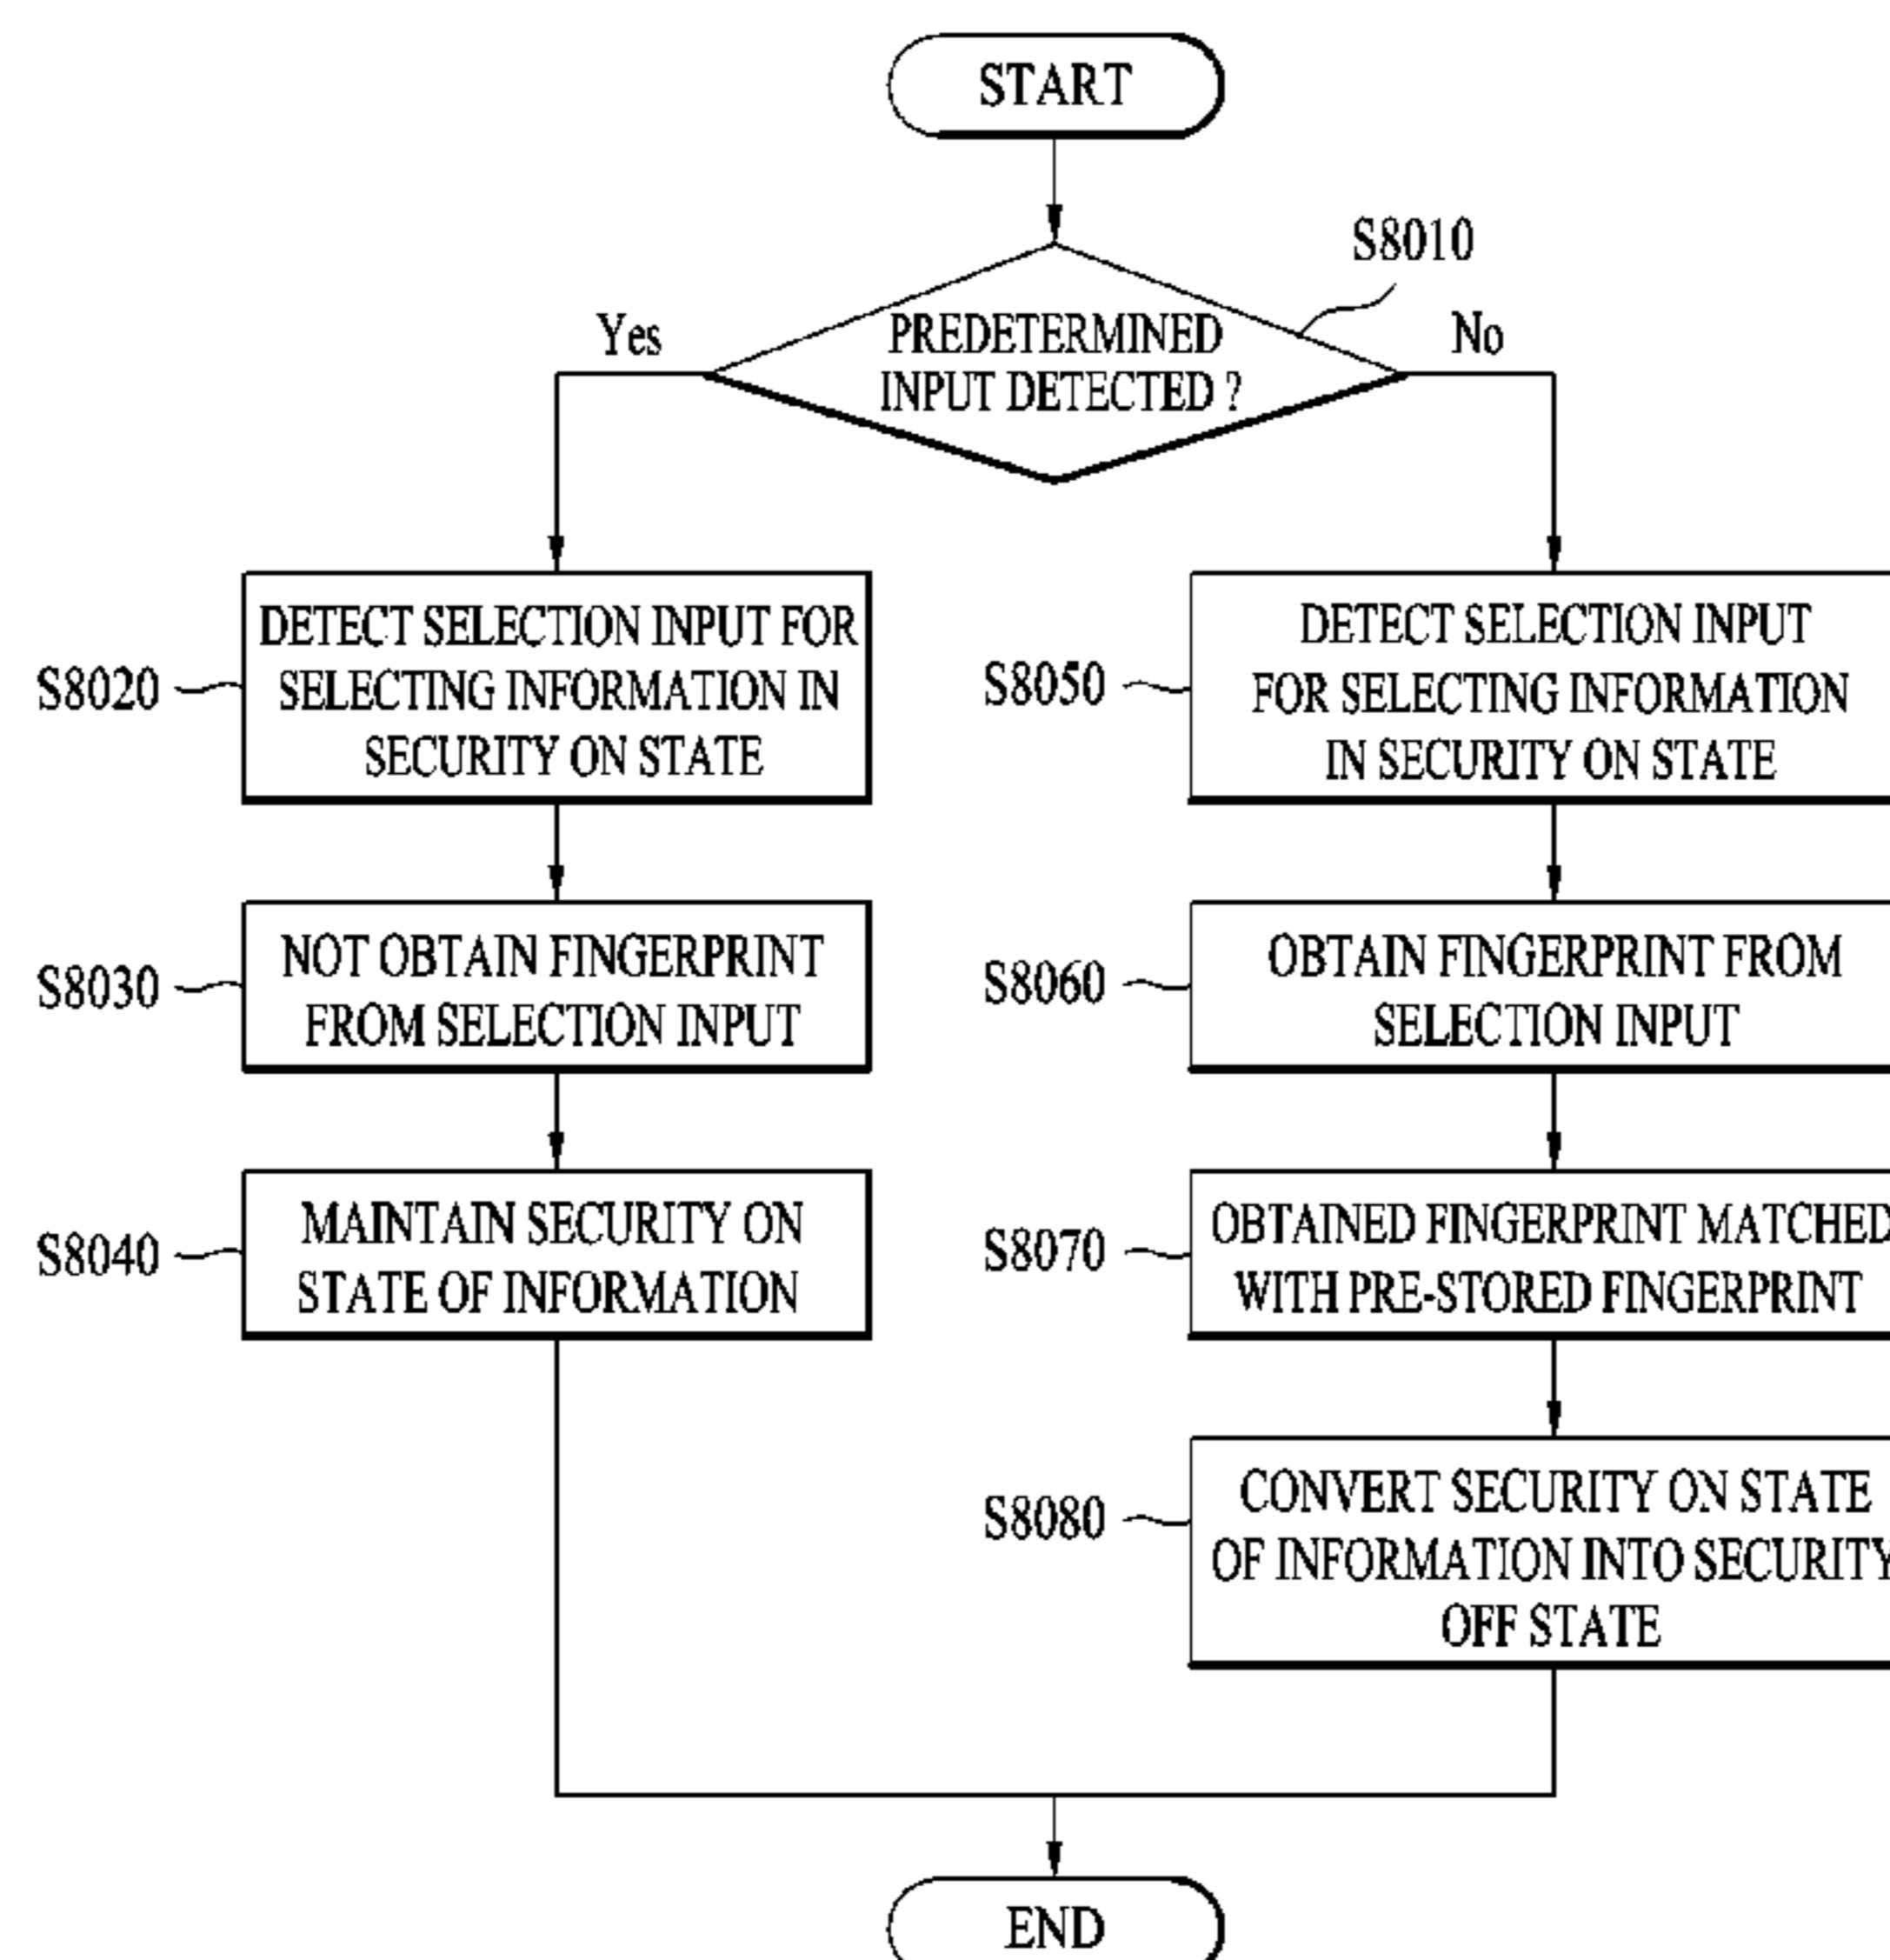 START
S8010
Yes
No
PREDETERMINED
INPUT DETECTED ?
S8020
DETECT SELECTION INPUT FOR
SELECTING INFORMATION IN
SECURITY ON STATE
S8030
NOT OBTAIN FINGERPRINT
FROM SELECTION INPUT
S8040
MAINTAIN SECURITY ON
STATE OF INFORMATION
S8050
DETECT SELECTION INPUT
FOR SELECTING INFORMATION
IN SECURITY ON STATE
S8060
OBTAIN FINGERPRINT FROM
SELECTION INPUT
S8070
OBTAINED FINGERPRINT MATCHED
WITH PRE-STORED FINGERPRINT
S8080
CONVERT SECURITY ON STATE
OF INFORMATION INTO SECURITY
OFF STATE
END